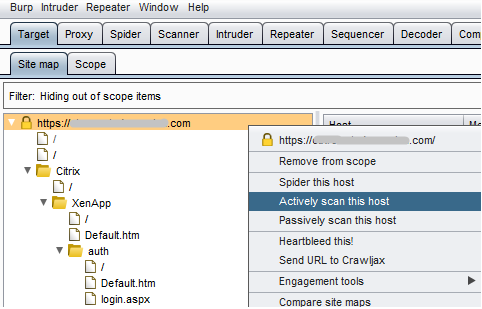 Burp Intruder Repeater Window Help
Target Proxy Spider Scanner Intruder Repeater Sequencer Decoder Com
Site map Scope
Filter: Hiding out of scope items
https:// .com
/
/
Citrix
/
XenApp
/
Default.htm
auth
/
Default.htm
login.aspx
Host
https:// .com/
Remove from scope
Spider this host
Actively scan this host
Passively scan this host
Heartbleed this!
Send URL to Crawljax
Engagement tools
Compare site maps